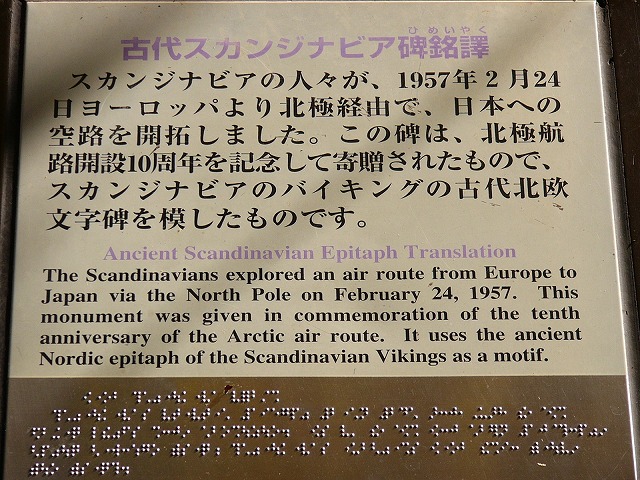 ひめいやく
古代スカンジナビア碑銘譯
スカンジナビアの人々が、1957年2月24
日ヨーロッパより北極経由で、日本への
空路を開拓しました。この碑は、北極航
路開設10周年を記念して寄贈されたもので、
スカンジナビアのバイキングの古代北欧
文字碑を模したものです。
Ancient Scandinavian Epitaph Translation
The Scandinavians explored an air route from Europe to
Japan via the North Pole on February 24, 1957. This
monument was given in commemoration of the tenth
anniversary of the Arctic air route. It uses the ancient
Nordic epitaph of the Scandinavian Vikings as a motif.